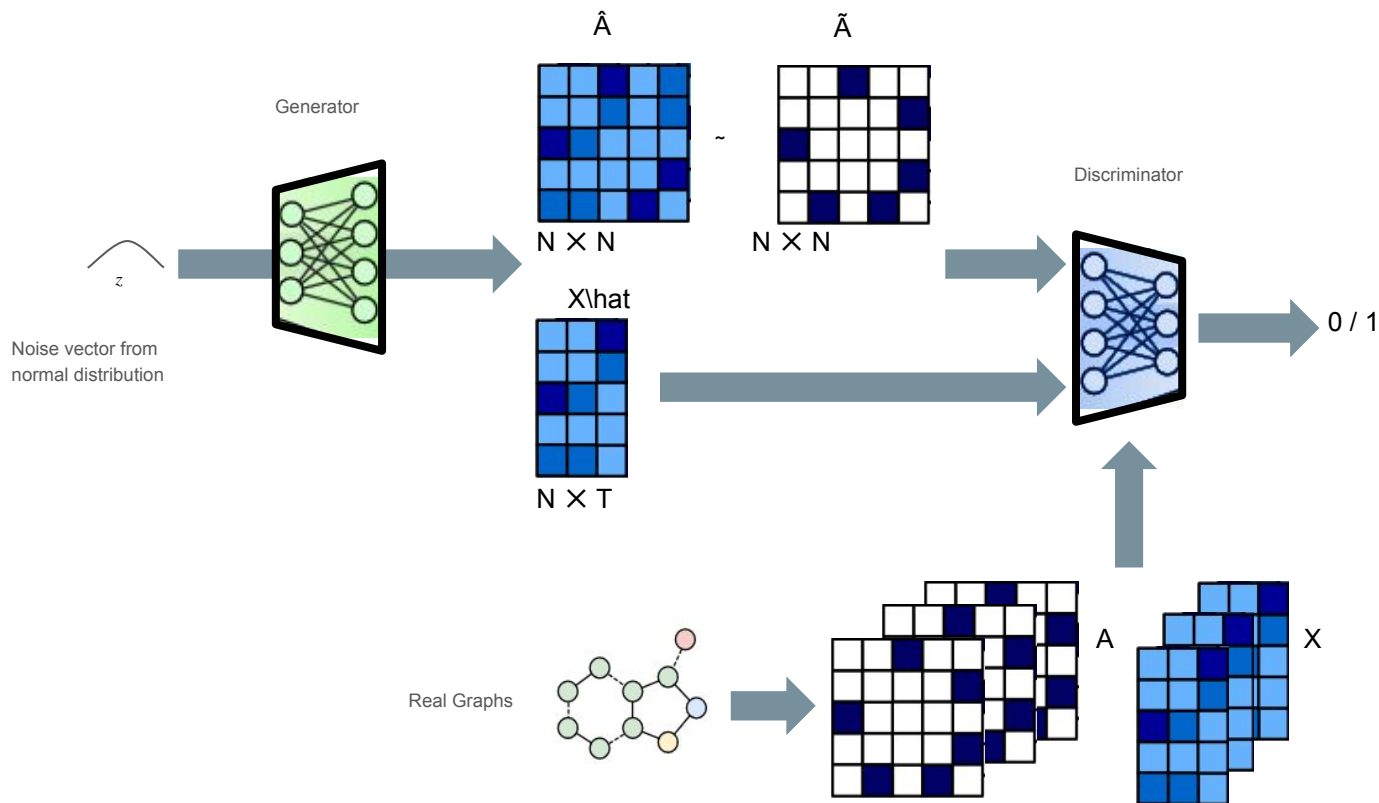 Â
Ã
Generator
~
Discriminator
N × N
N × N
z
X\hat
0 / 1
Noise vector from
normal distribution
N × T
A
X
Real Graphs